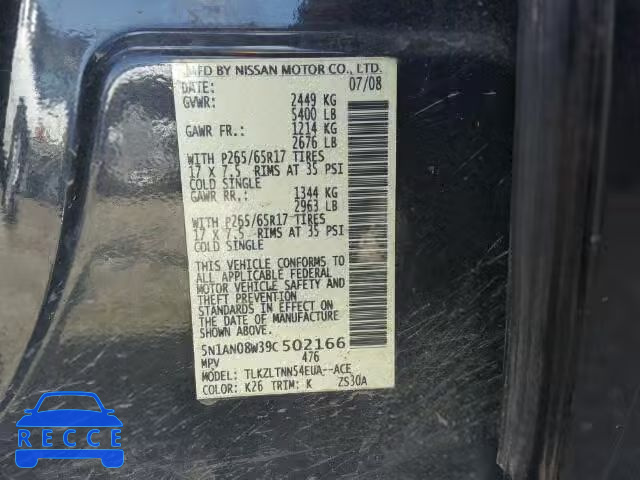 MFD BY NISSAN MOTOR CO., LTD.
DATE: 07/08
GVWR: 2449 KG
5400 LB
GAWR FR.: 1214 KG
2676 LB
WITH P265/65R17 TIRES
17 X 7.5 RIMS AT 35 PSI
COLD SINGLE
GAWR RR.: 1344 KG
2963 LB
WITH P265/65R17 TIRES
17 X 7.5 RIMS AT 35 PSI
COLD SINGLE
THIS VEHICLE CONFORMS TO
ALL APPLICABLE FEDERAL
MOTOR VEHICLE SAFETY AND
THEFT PREVENTION
STANDARDS IN EFFECT ON
THE DATE OF MANUFACTURE
SHOWN ABOVE.
5N1AN08W39C502166
MPV 476
MODEL: TLKZLTNN54EUA--ACE
COLOR: K26 TRIM: K ZS30A
RECCE